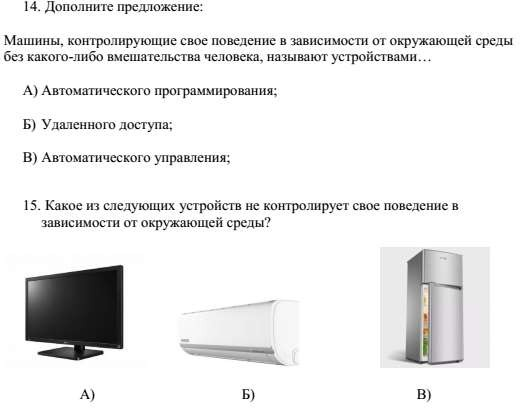 14. Дополните предложение:
Машины, контролирующие свое поведение в зависимости от окружающей среды
без какого-либо вмешательства человека, называют устройствами…
А) Автоматического программирования;
Б) Удаленного доступа;
В) Автоматического управления;
15. Какое из следующих устройств не контролирует свое поведение в
зависимости от окружающей среды?
А)
Б)
В)